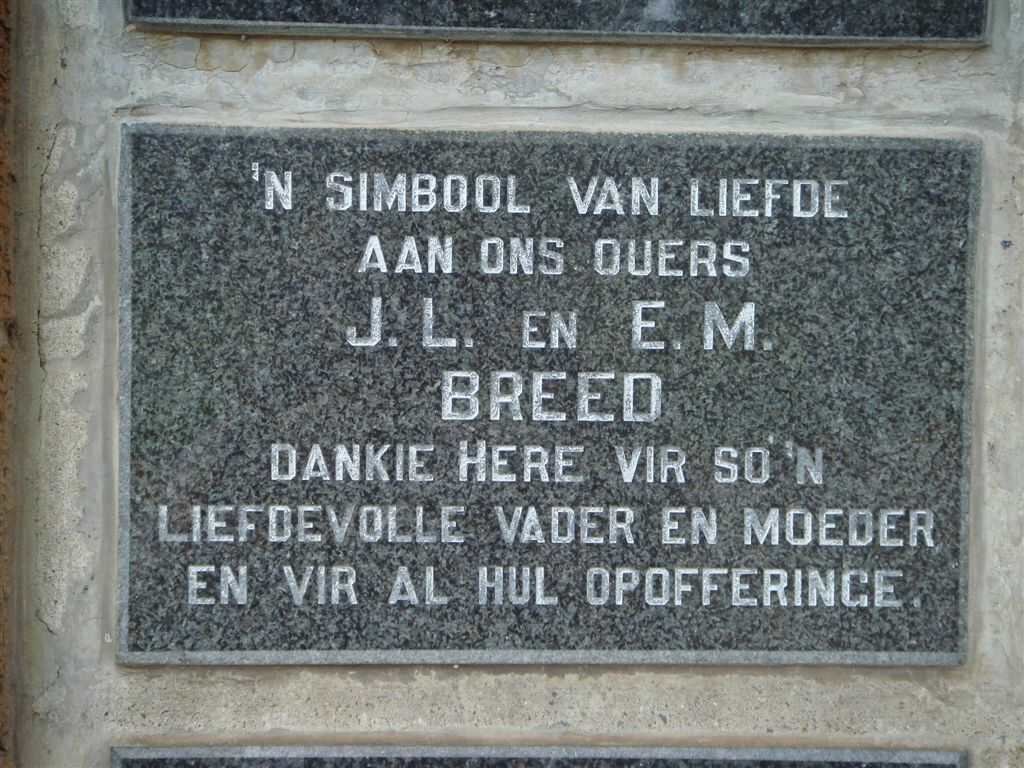 'N SIMBOOL VAN LIEFDE
AAN ONS OUERS
J. L. EN E. M.
BREED
DANKIE HERE VIR SO 'N
LIEFDEVOLLE VADER EN MOEDER
EN VIR AL HUL OPOFFERINGE.